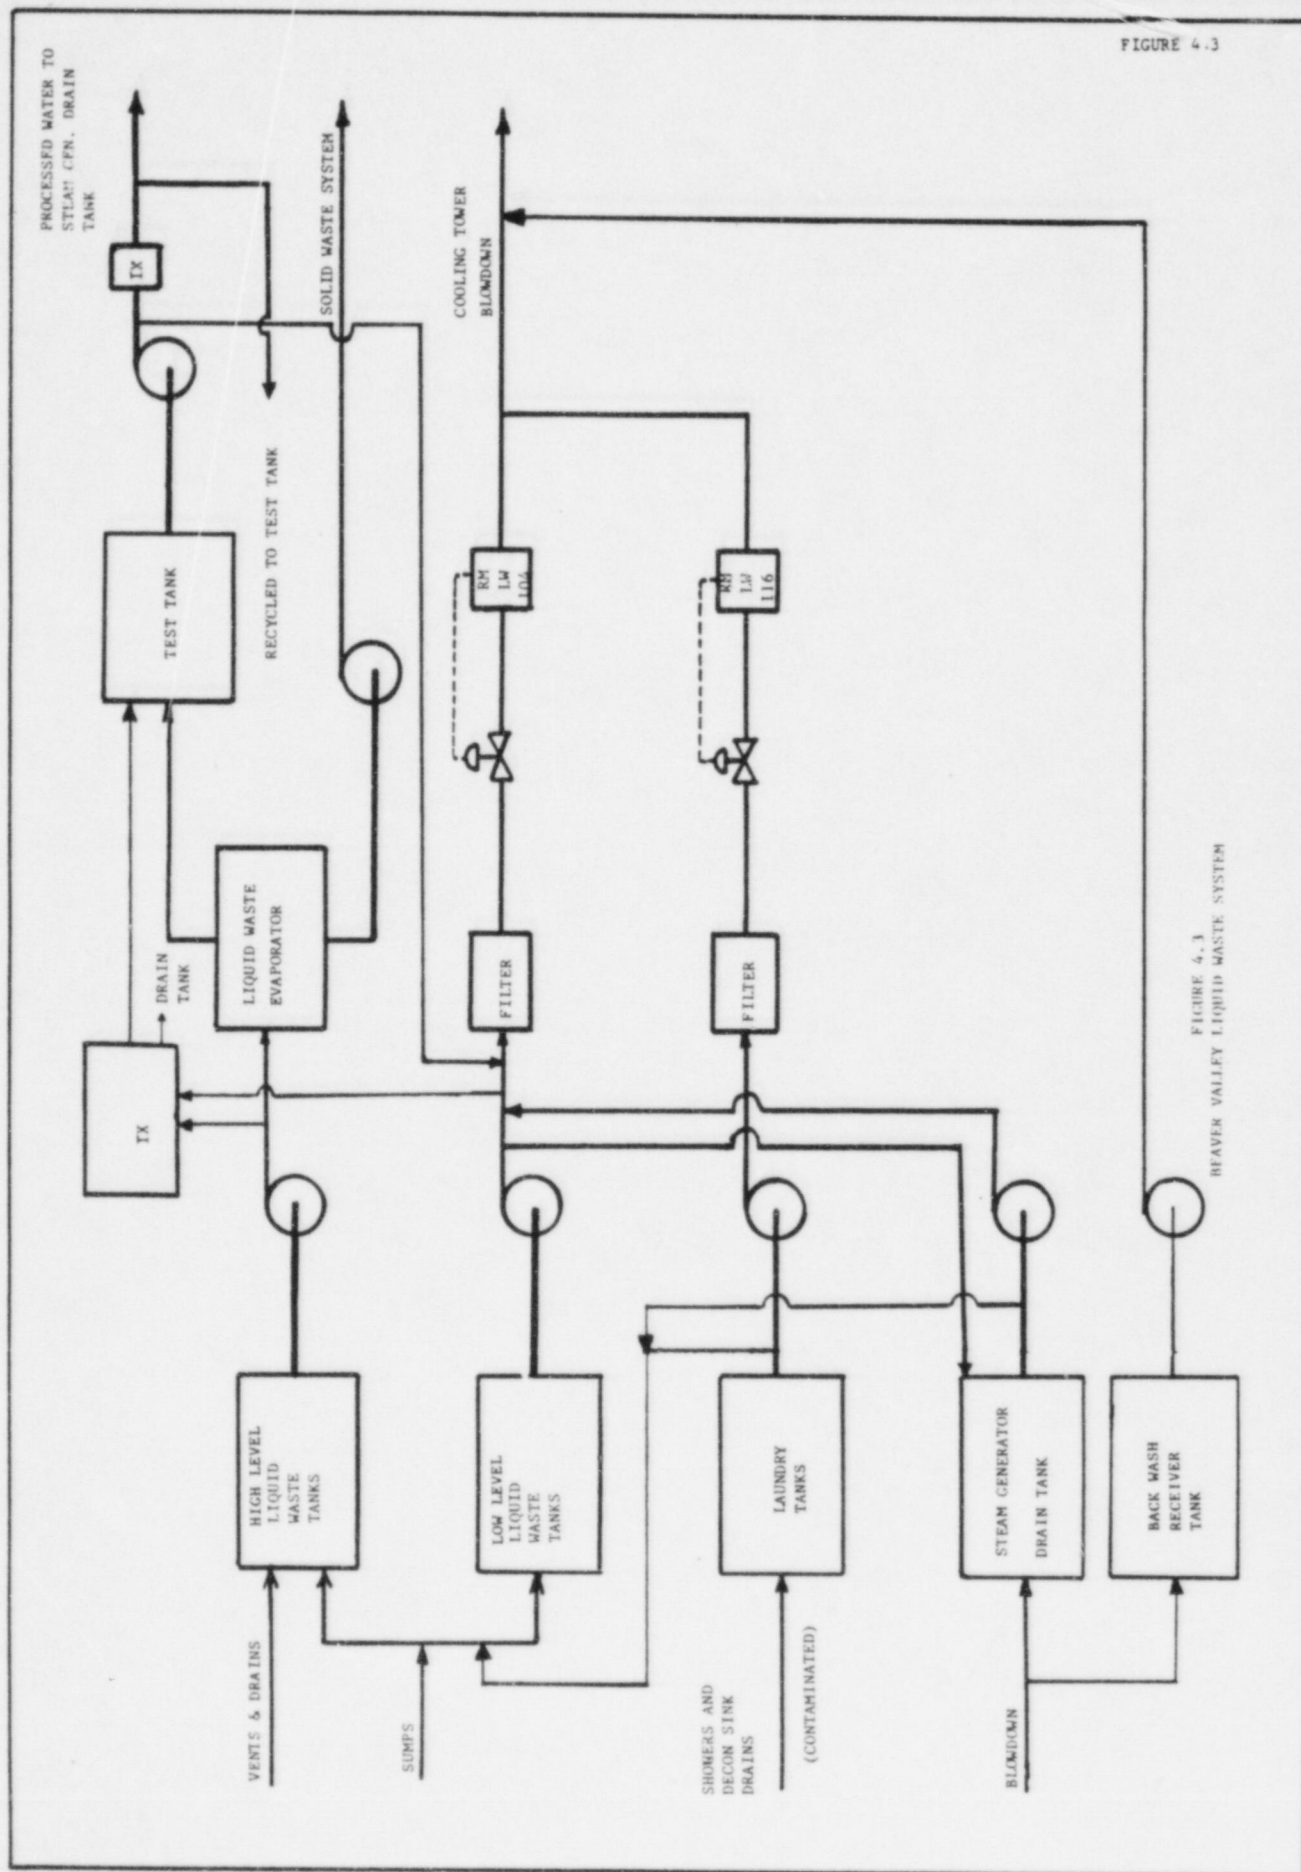 FIGURE 4.3
PROCESSED WATER TO
STEAM GEN. DRAIN
TANK
IX
SOLID WASTE SYSTEM
COOLING TOWER
BLOWDOWN
TEST TANK
RECYCLED TO TEST TANK
RM
LW
104
RM
LW
116
DRAIN
TANK
LIQUID WASTE
EVAPORATOR
FILTER
FILTER
IX
HIGH LEVEL
LIQUID
WASTE
TANKS
LOW LEVEL
LIQUID
WASTE
TANKS
LAUNDRY
TANKS
STEAM GENERATOR
DRAIN TANK
BACK WASH
RECEIVER
TANK
VENTS & DRAINS
SUMPS
SHOWERS AND
DECON SINK
DRAINS
(CONTAMINATED)
BLOWDOWN
FIGURE 4.3
BEAVER VALLEY LIQUID WASTE SYSTEM